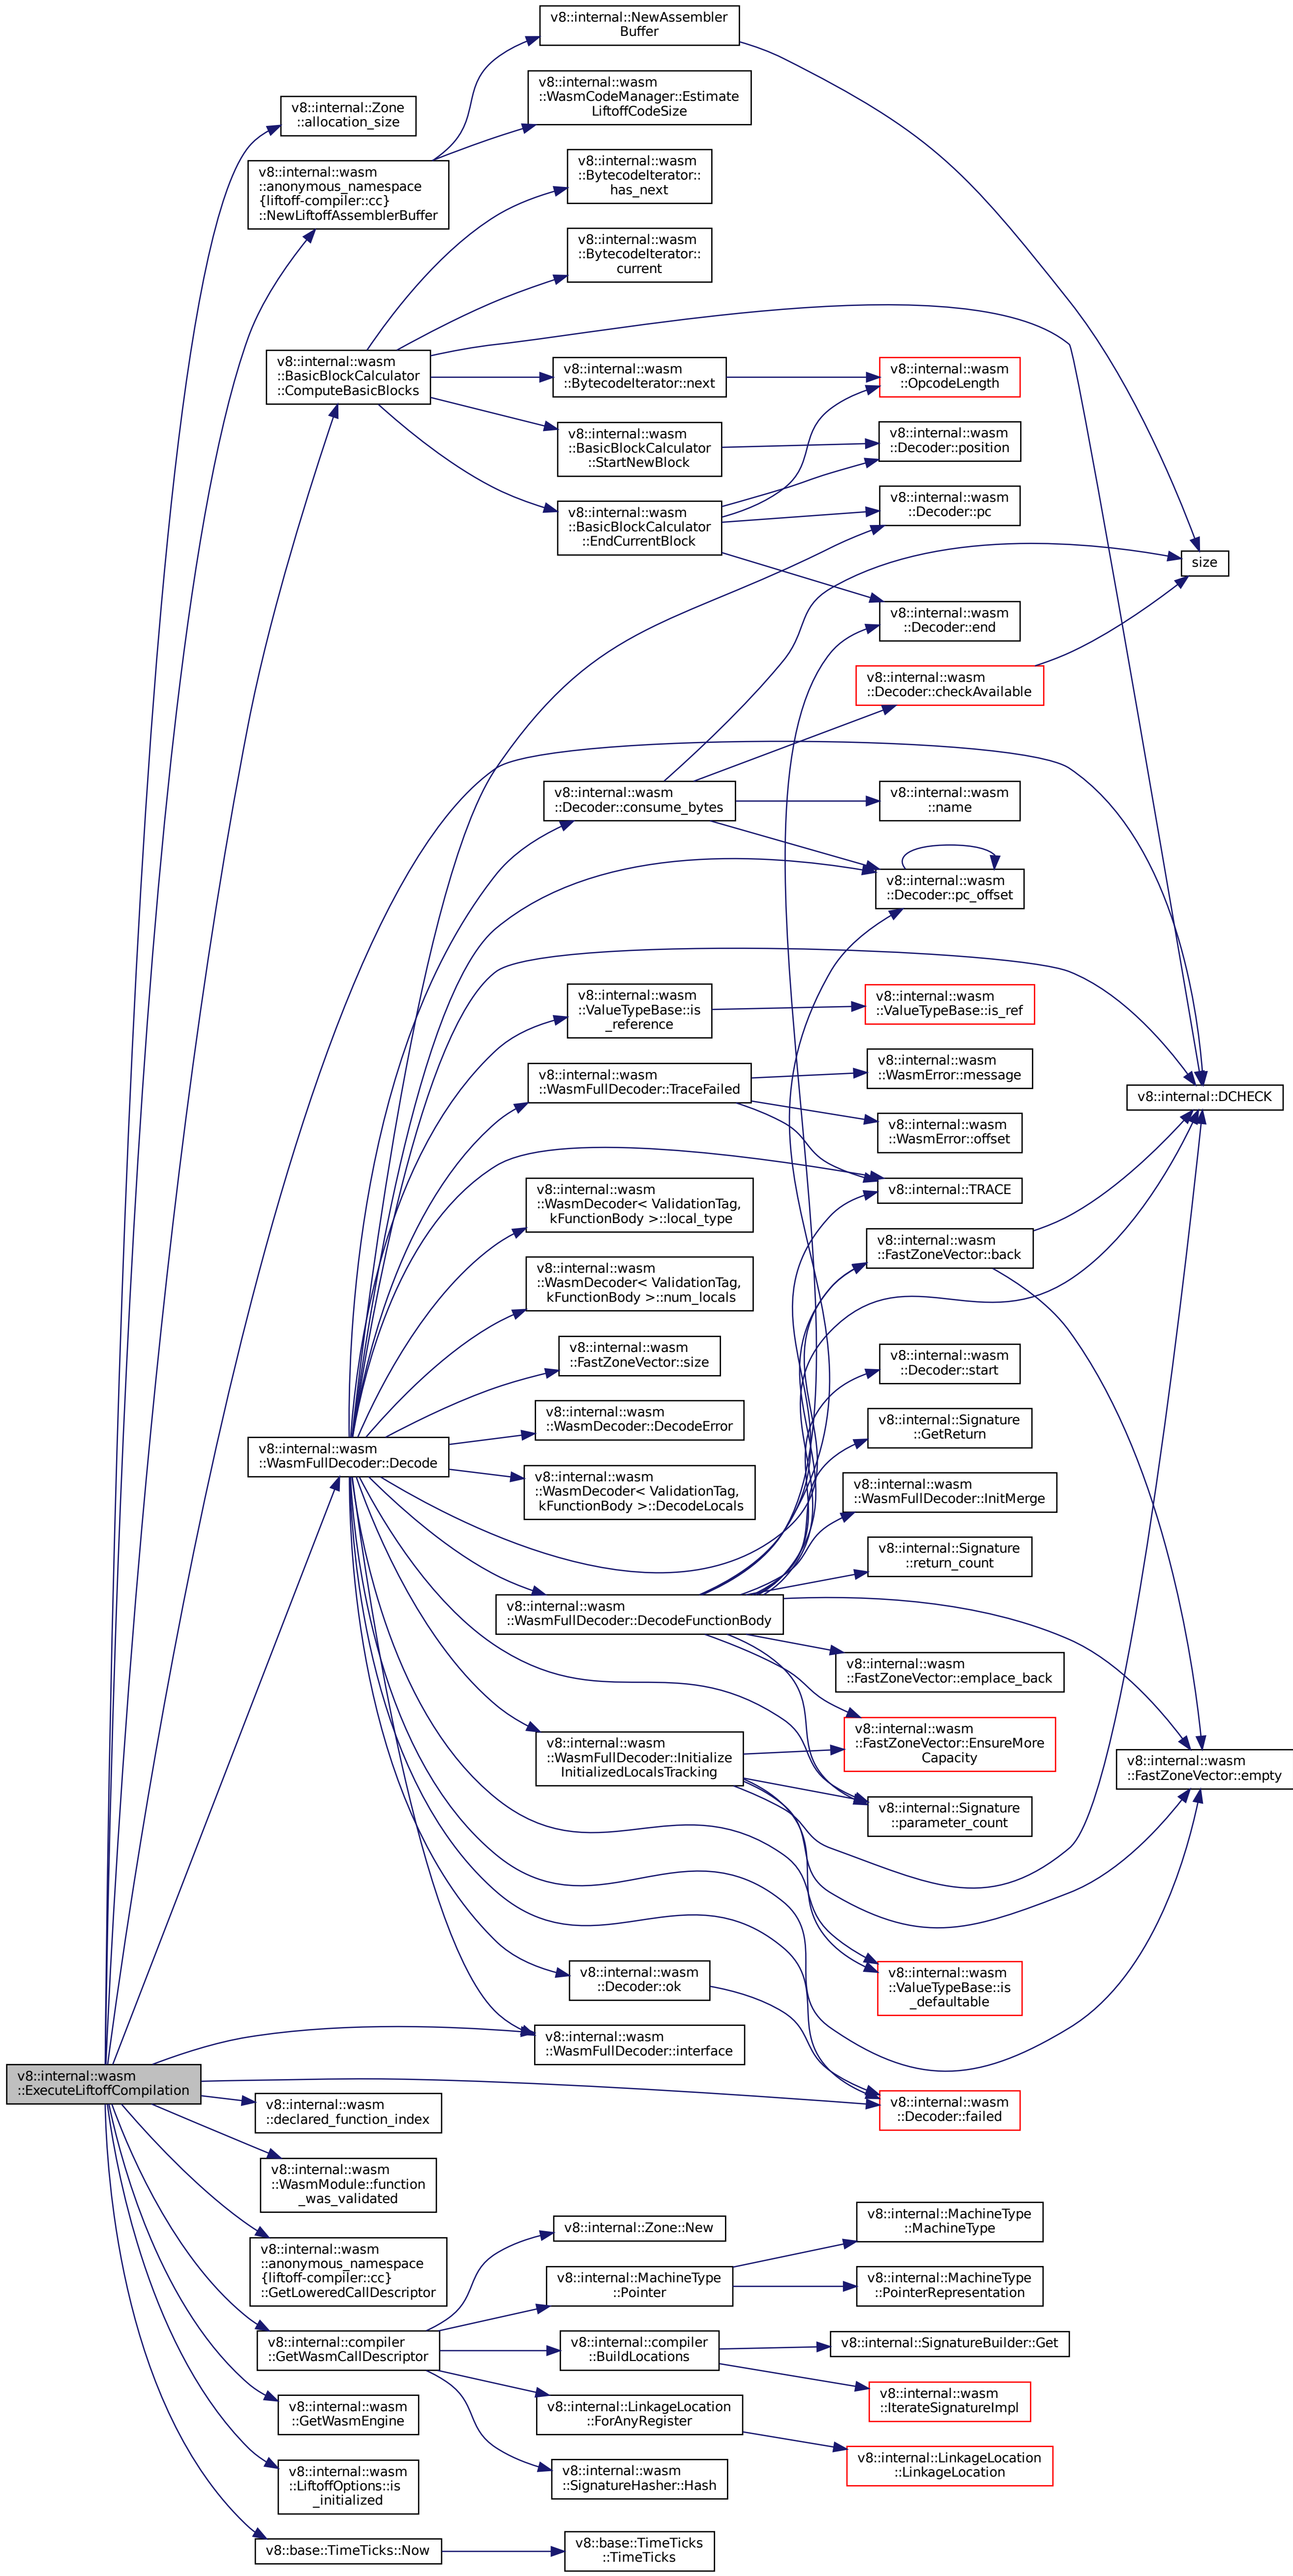 v8::internal::NewAssembler
Buffer
v8::internal::wasm
::WasmCodeManager::Estimate
LiftoffCodeSize
v8::internal::Zone
::allocation_size
v8::internal::wasm
::anonymous_namespace
{liftoff-compiler::cc}
::NewLiftoffAssemblerBuffer
v8::internal::wasm
::BytecodeIterator::
has_next
v8::internal::wasm
::BytecodeIterator::
current
v8::internal::wasm
::BasicBlockCalculator
::ComputeBasicBlocks
v8::internal::wasm
::BytecodeIterator::next
v8::internal::wasm
::OpcodeLength
v8::internal::wasm
::BasicBlockCalculator
::StartNewBlock
v8::internal::wasm
::Decoder::position
v8::internal::wasm
::BasicBlockCalculator
::EndCurrentBlock
v8::internal::wasm
::Decoder::pc
size
v8::internal::wasm
::Decoder::end
v8::internal::wasm
::Decoder::checkAvailable
v8::internal::wasm
::Decoder::consume_bytes
v8::internal::wasm
::name
v8::internal::wasm
::Decoder::pc_offset
v8::internal::wasm
::ValueTypeBase::is
_reference
v8::internal::wasm
::ValueTypeBase::is_ref
v8::internal::wasm
::WasmFullDecoder::TraceFailed
v8::internal::wasm
::WasmError::message
v8::internal::DCHECK
v8::internal::wasm
::WasmError::offset
v8::internal::TRACE
v8::internal::wasm
::WasmDecoder< ValidationTag,
kFunctionBody >::local_type
v8::internal::wasm
::FastZoneVector::back
v8::internal::wasm
::WasmDecoder< ValidationTag,
kFunctionBody >::num_locals
v8::internal::wasm
::FastZoneVector::size
v8::internal::wasm
::Decoder::start
v8::internal::wasm
::WasmDecoder::DecodeError
v8::internal::Signature
::GetReturn
v8::internal::wasm
::WasmFullDecoder::Decode
v8::internal::wasm
::WasmDecoder< ValidationTag,
kFunctionBody >::DecodeLocals
v8::internal::wasm
::WasmFullDecoder::InitMerge
v8::internal::Signature
::return_count
v8::internal::wasm
::WasmFullDecoder::DecodeFunctionBody
v8::internal::wasm
::FastZoneVector::emplace_back
v8::internal::wasm
::FastZoneVector::EnsureMore
Capacity
v8::internal::wasm
::WasmFullDecoder::Initialize
InitializedLocalsTracking
v8::internal::wasm
::FastZoneVector::empty
v8::internal::Signature
::parameter_count
v8::internal::wasm
::Decoder::ok
v8::internal::wasm
::ValueTypeBase::is
_defaultable
v8::internal::wasm
::WasmFullDecoder::interface
v8::internal::wasm
::ExecuteLiftoffCompilation
v8::internal::wasm
::declared_function_index
v8::internal::wasm
::Decoder::failed
v8::internal::wasm
::WasmModule::function
_was_validated
v8::internal::wasm
::anonymous_namespace
{liftoff-compiler::cc}
::GetLoweredCallDescriptor
v8::internal::Zone::New
v8::internal::MachineType
::MachineType
v8::internal::MachineType
::Pointer
v8::internal::MachineType
::PointerRepresentation
v8::internal::compiler
::GetWasmCallDescriptor
v8::internal::compiler
::BuildLocations
v8::internal::SignatureBuilder::Get
v8::internal::wasm
::IterateSignatureImpl
v8::internal::wasm
::GetWasmEngine
v8::internal::LinkageLocation
::ForAnyRegister
v8::internal::LinkageLocation
::LinkageLocation
v8::internal::wasm
::LiftoffOptions::is
_initialized
v8::internal::wasm
::SignatureHasher::Hash
v8::base::TimeTicks::Now
v8::base::TimeTicks
::TimeTicks